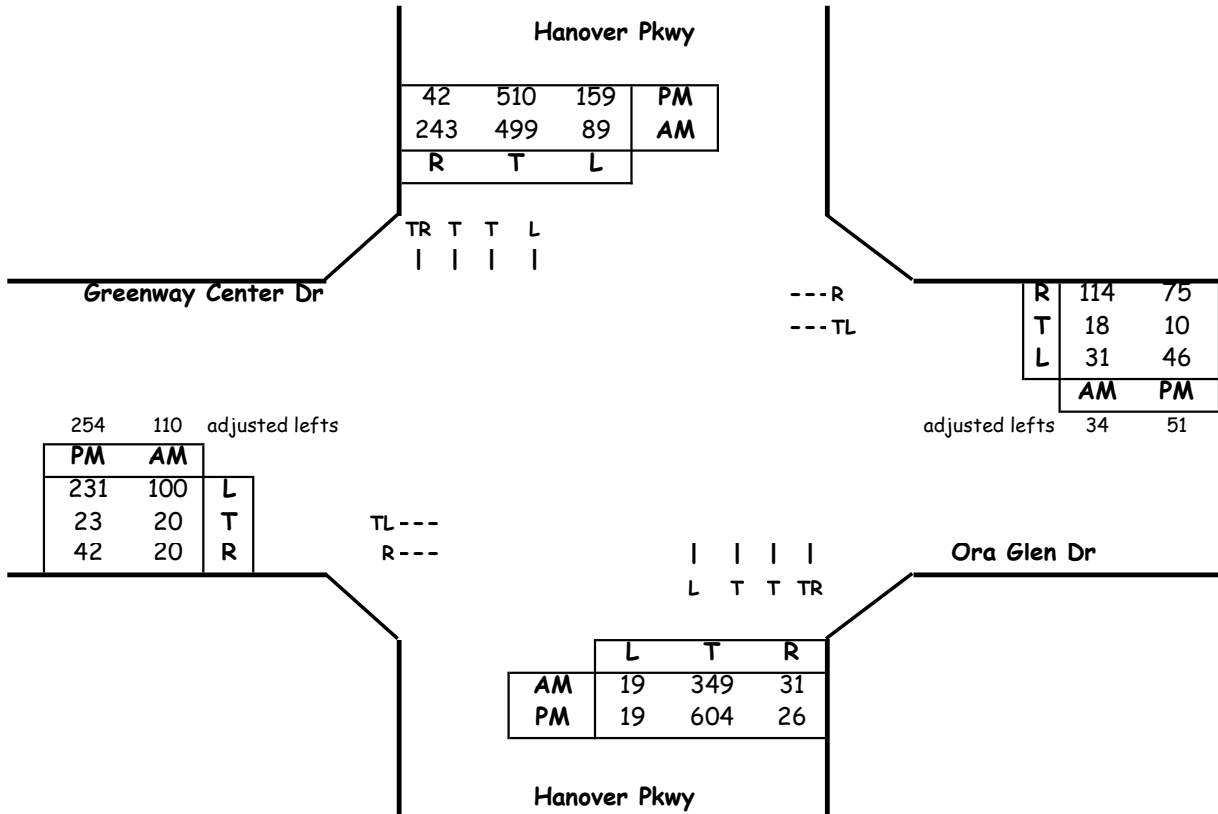 Hanover Pkwy
42 510 159 PM
243 499 89 AM
R T L
TR T T L
Greenway Center Dr
---R
---TL
R 114 75
T 18 10
L 31 46
AM PM
adjusted lefts 34 51
254 110 adjusted lefts
PM AM
231 100 L
23 20 T
42 20 R
TL---
R---
Ora Glen Dr
L T T TR
L T R
AM 19 349 31
PM 19 604 26
Hanover Pkwy